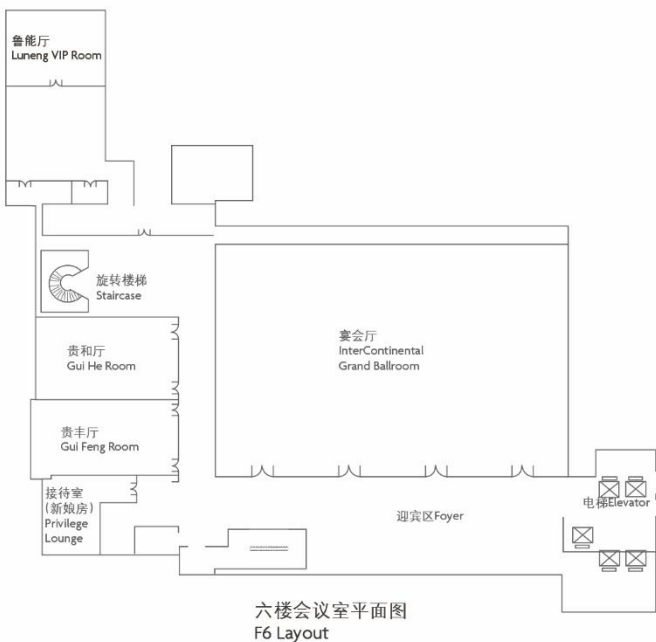 鲁能厅
Luneng VIP Room
旋转楼梯
Staircase
贵和厅
Gui He Room
宴会厅
InterContinental
Grand Ballroom
贵丰厅
Gui Feng Room
接待室
(新娘房)
Privilege
Lounge
电梯Elevator
迎宾区Foyer
六楼会议室平面图
F6 Layout